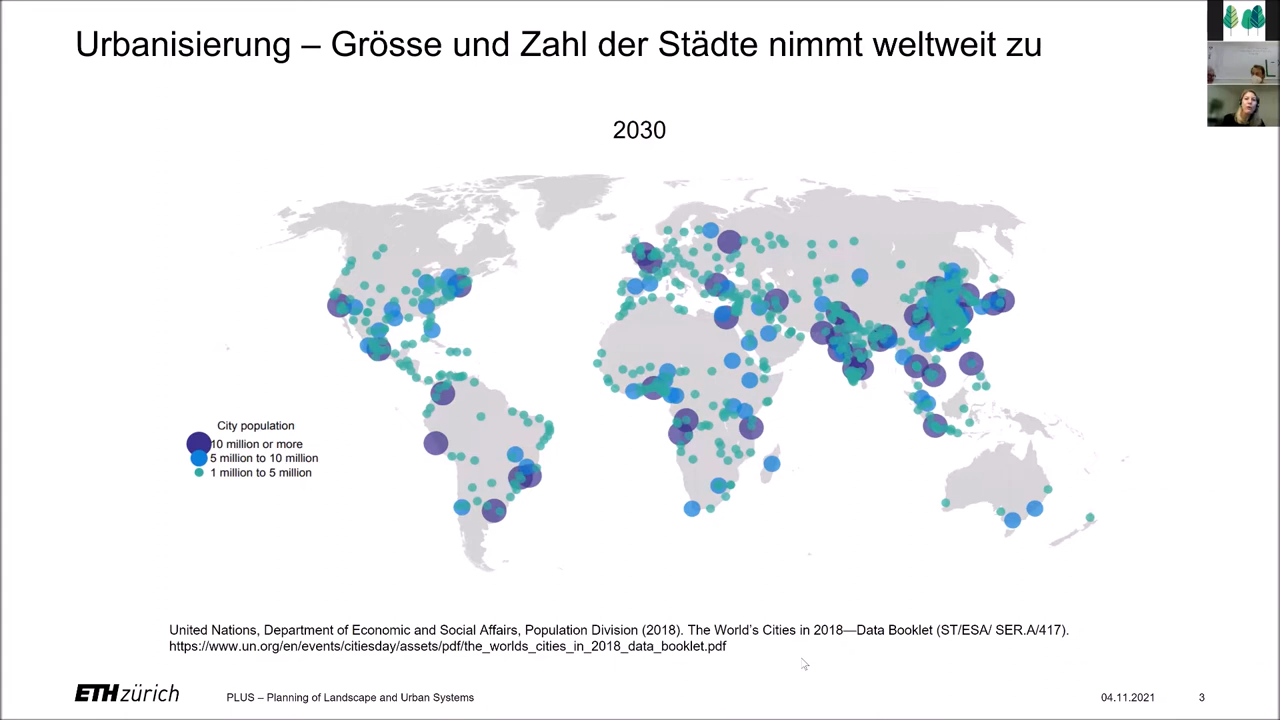 Urbanisierung – Grösse und Zahl der Städte nimmt weltweit zu
2030
City population
10 million or more
5 million to 10 million
1 million to 5 million
United Nations, Department of Economic and Social Affairs, Population Division (2018). The World's Cities in 2018—Data Booklet (ST/ESA/ SER.A/417).
https://www.un.org/en/events/citiesday/assets/pdf/the_worlds_cities_in_2018_data_booklet.pdf
ETH zürich
PLUS – Planning of Landscape and Urban Systems
04.11.2021
3